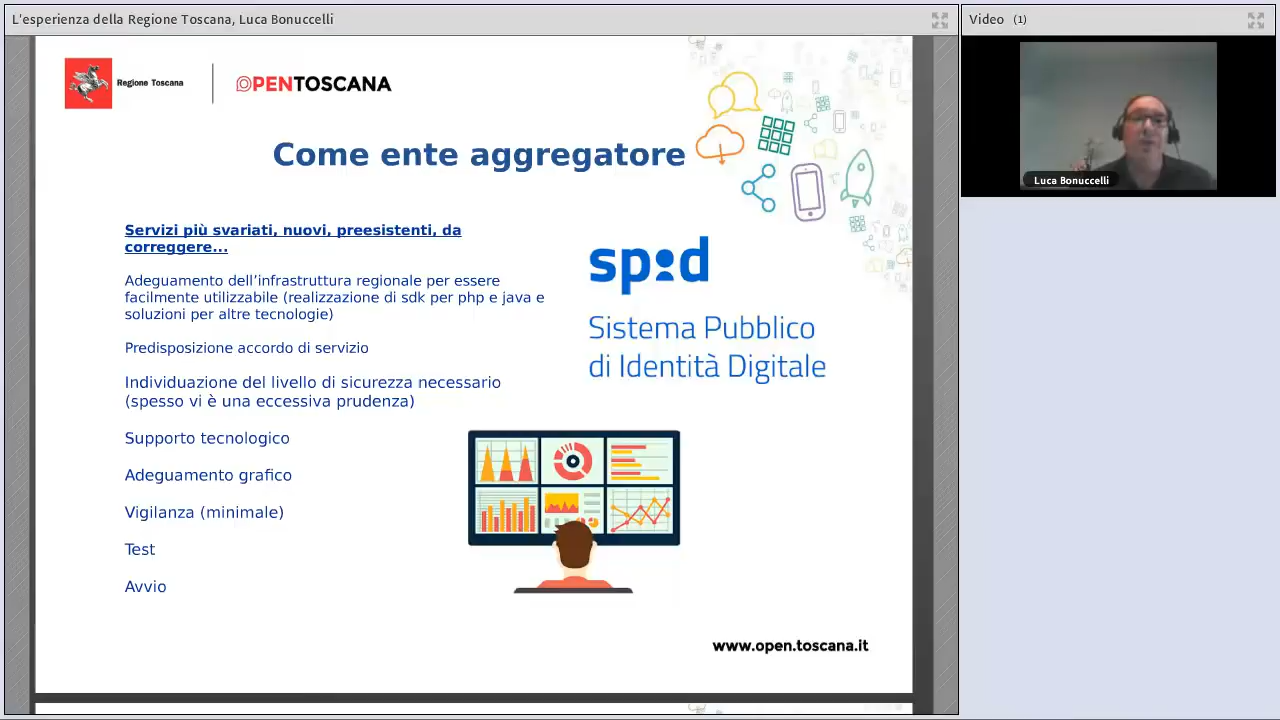 L'esperienza della Regione Toscana, Luca Bonuccelli
Video (1)
Regione Toscana
OPENTOSCANA
Come ente aggregatore
Luca Bonuccelli
Servizi più svariati, nuovi, preesistenti, da
correggere...
Adeguamento dell’infrastruttura regionale per essere
facilmente utilizzabile (realizzazione di sdk per php e java e
soluzioni per altre tecnologie)
Predisposizione accordo di servizio
Individuazione del livello di sicurezza necessario
(spesso vi è una eccessiva prudenza)
Supporto tecnologico
Adeguamento grafico
Vigilanza (minimale)
Test
Avvio
spid
Sistema Pubblico
di Identità Digitale
www.open.toscana.it